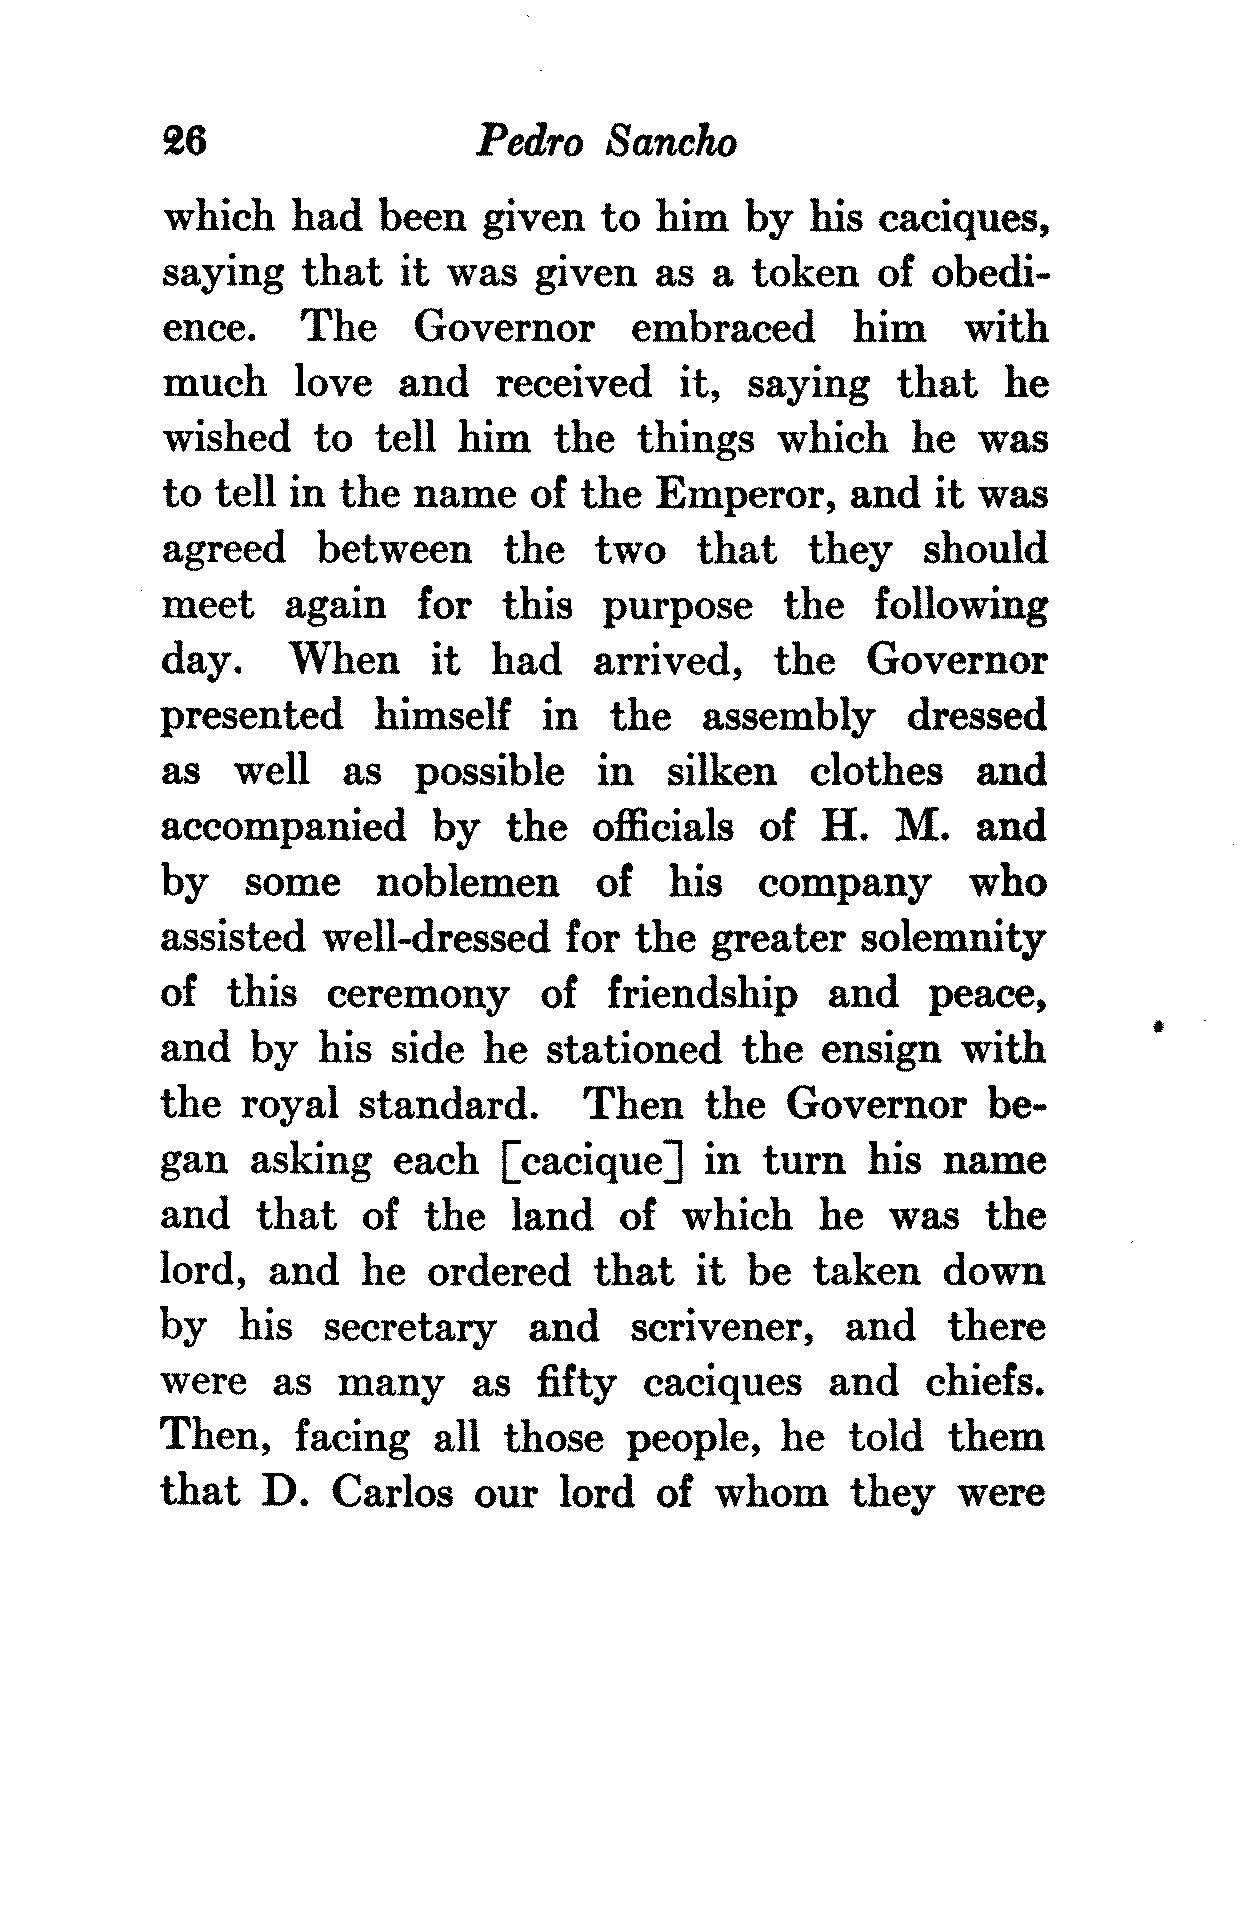 26 Pedro Sancho
which had been given to him by his caciques,
saying that it was given as a token of obedi-
ence. The Governor embraced him with
much love and received it, saying that he
wished to tell him the things which he was
to tell in the name of the Emperor, and it was
agreed between the two that they should
meet again for this purpose the following
day. When it had arrived, the Governor
presented himself in the assembly dressed
as well as possible in silken clothes and
accompanied by the officials of H. M. and
by some noblemen of his company who
assisted well-dressed for the greater solemnity
of this ceremony of friendship and peace,
and by his side he stationed the ensign with
the royal standard. Then the Governor be-
gan asking each [cacique] in turn his name
and that of the land of which he was the
lord, and he ordered that it be taken down
by his secretary and scrivener, and there
were as many as fifty caciques and chiefs.
Then, facing all those people, he told them
that D. Carlos our lord of whom they were